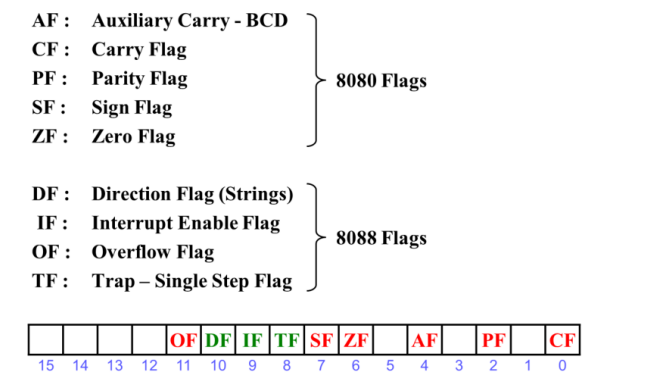 AF : Auxiliary Carry - BCD
CF : Carry Flag
PF : Parity Flag
SF : Sign Flag
ZF : Zero Flag
8080 Flags
DF : Direction Flag (Strings)
IF : Interrupt Enable Flag
OF : Overflow Flag
TF : Trap – Single Step Flag
8088 Flags
OF DF IF TF SF ZF AF PF CF
15 14 13 12 11 10 9 8 7 6 5 4 3 2 1 0